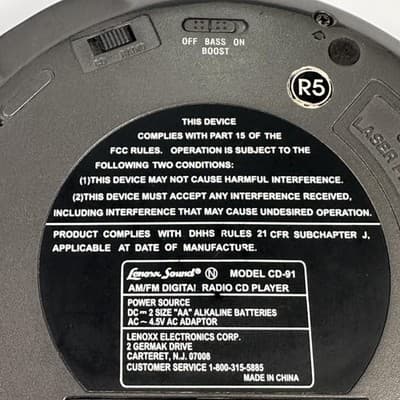 OFF BASS ON
BOOST
R5
THIS DEVICE
COMPLIES WITH PART 15 OF THE
FCC RULES. OPERATION IS SUBJECT TO THE
FOLLOWING TWO CONDITIONS:
(1)THIS DEVICE MAY NOT CAUSE HARMFUL INTERFERENCE.
(2)THIS DEVICE MUST ACCEPT ANY INTERFERENCE RECEIVED,
INCLUDING INTERFERENCE THAT MAY CAUSE UNDESIRED OPERATION.
PRODUCT COMPLIES WITH DHHS RULES 21 CFR SUBCHAPTER J,
APPLICABLE AT DATE OF MANUFACTURE.
Lenoxx Sound® N MODEL CD-91
AM/FM DIGITAL RADIO CD PLAYER
POWER SOURCE
DC⎓ 2 SIZE "AA" ALKALINE BATTERIES
AC～ 4.5V AC ADAPTOR
LENOXX ELECTRONICS CORP.
2 GERMAK DRIVE
CARTERET, N.J. 07008
CUSTOMER SERVICE 1-800-315-5885
MADE IN CHINA
LASER